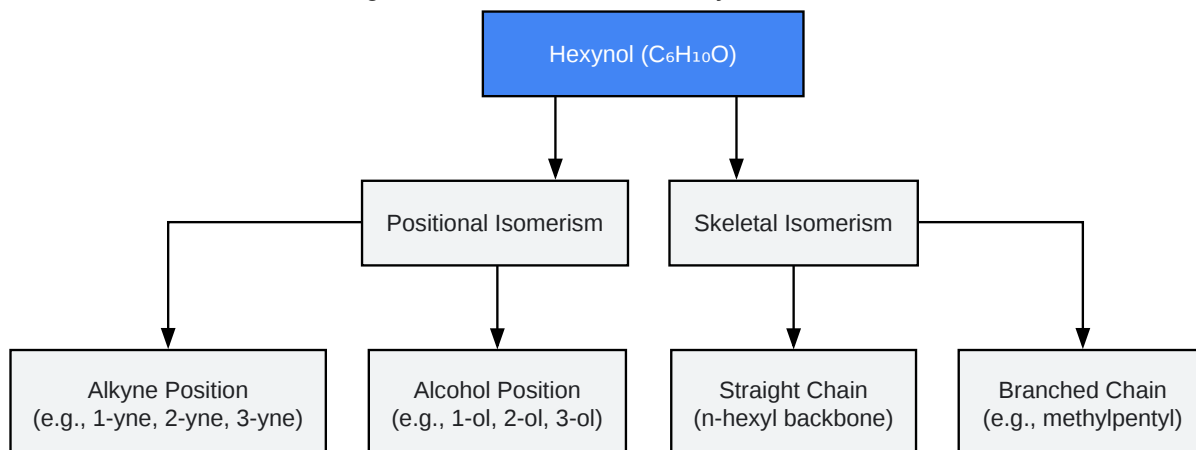 Hexynol (C₆H₁₀O)
Positional Isomerism
Skeletal Isomerism
Alkyne Position
(e.g., 1-yne, 2-yne, 3-yne)
Alcohol Position
(e.g., 1-ol, 2-ol, 3-ol)
Straight Chain
(n-hexyl backbone)
Branched Chain
(e.g., methylpentyl)